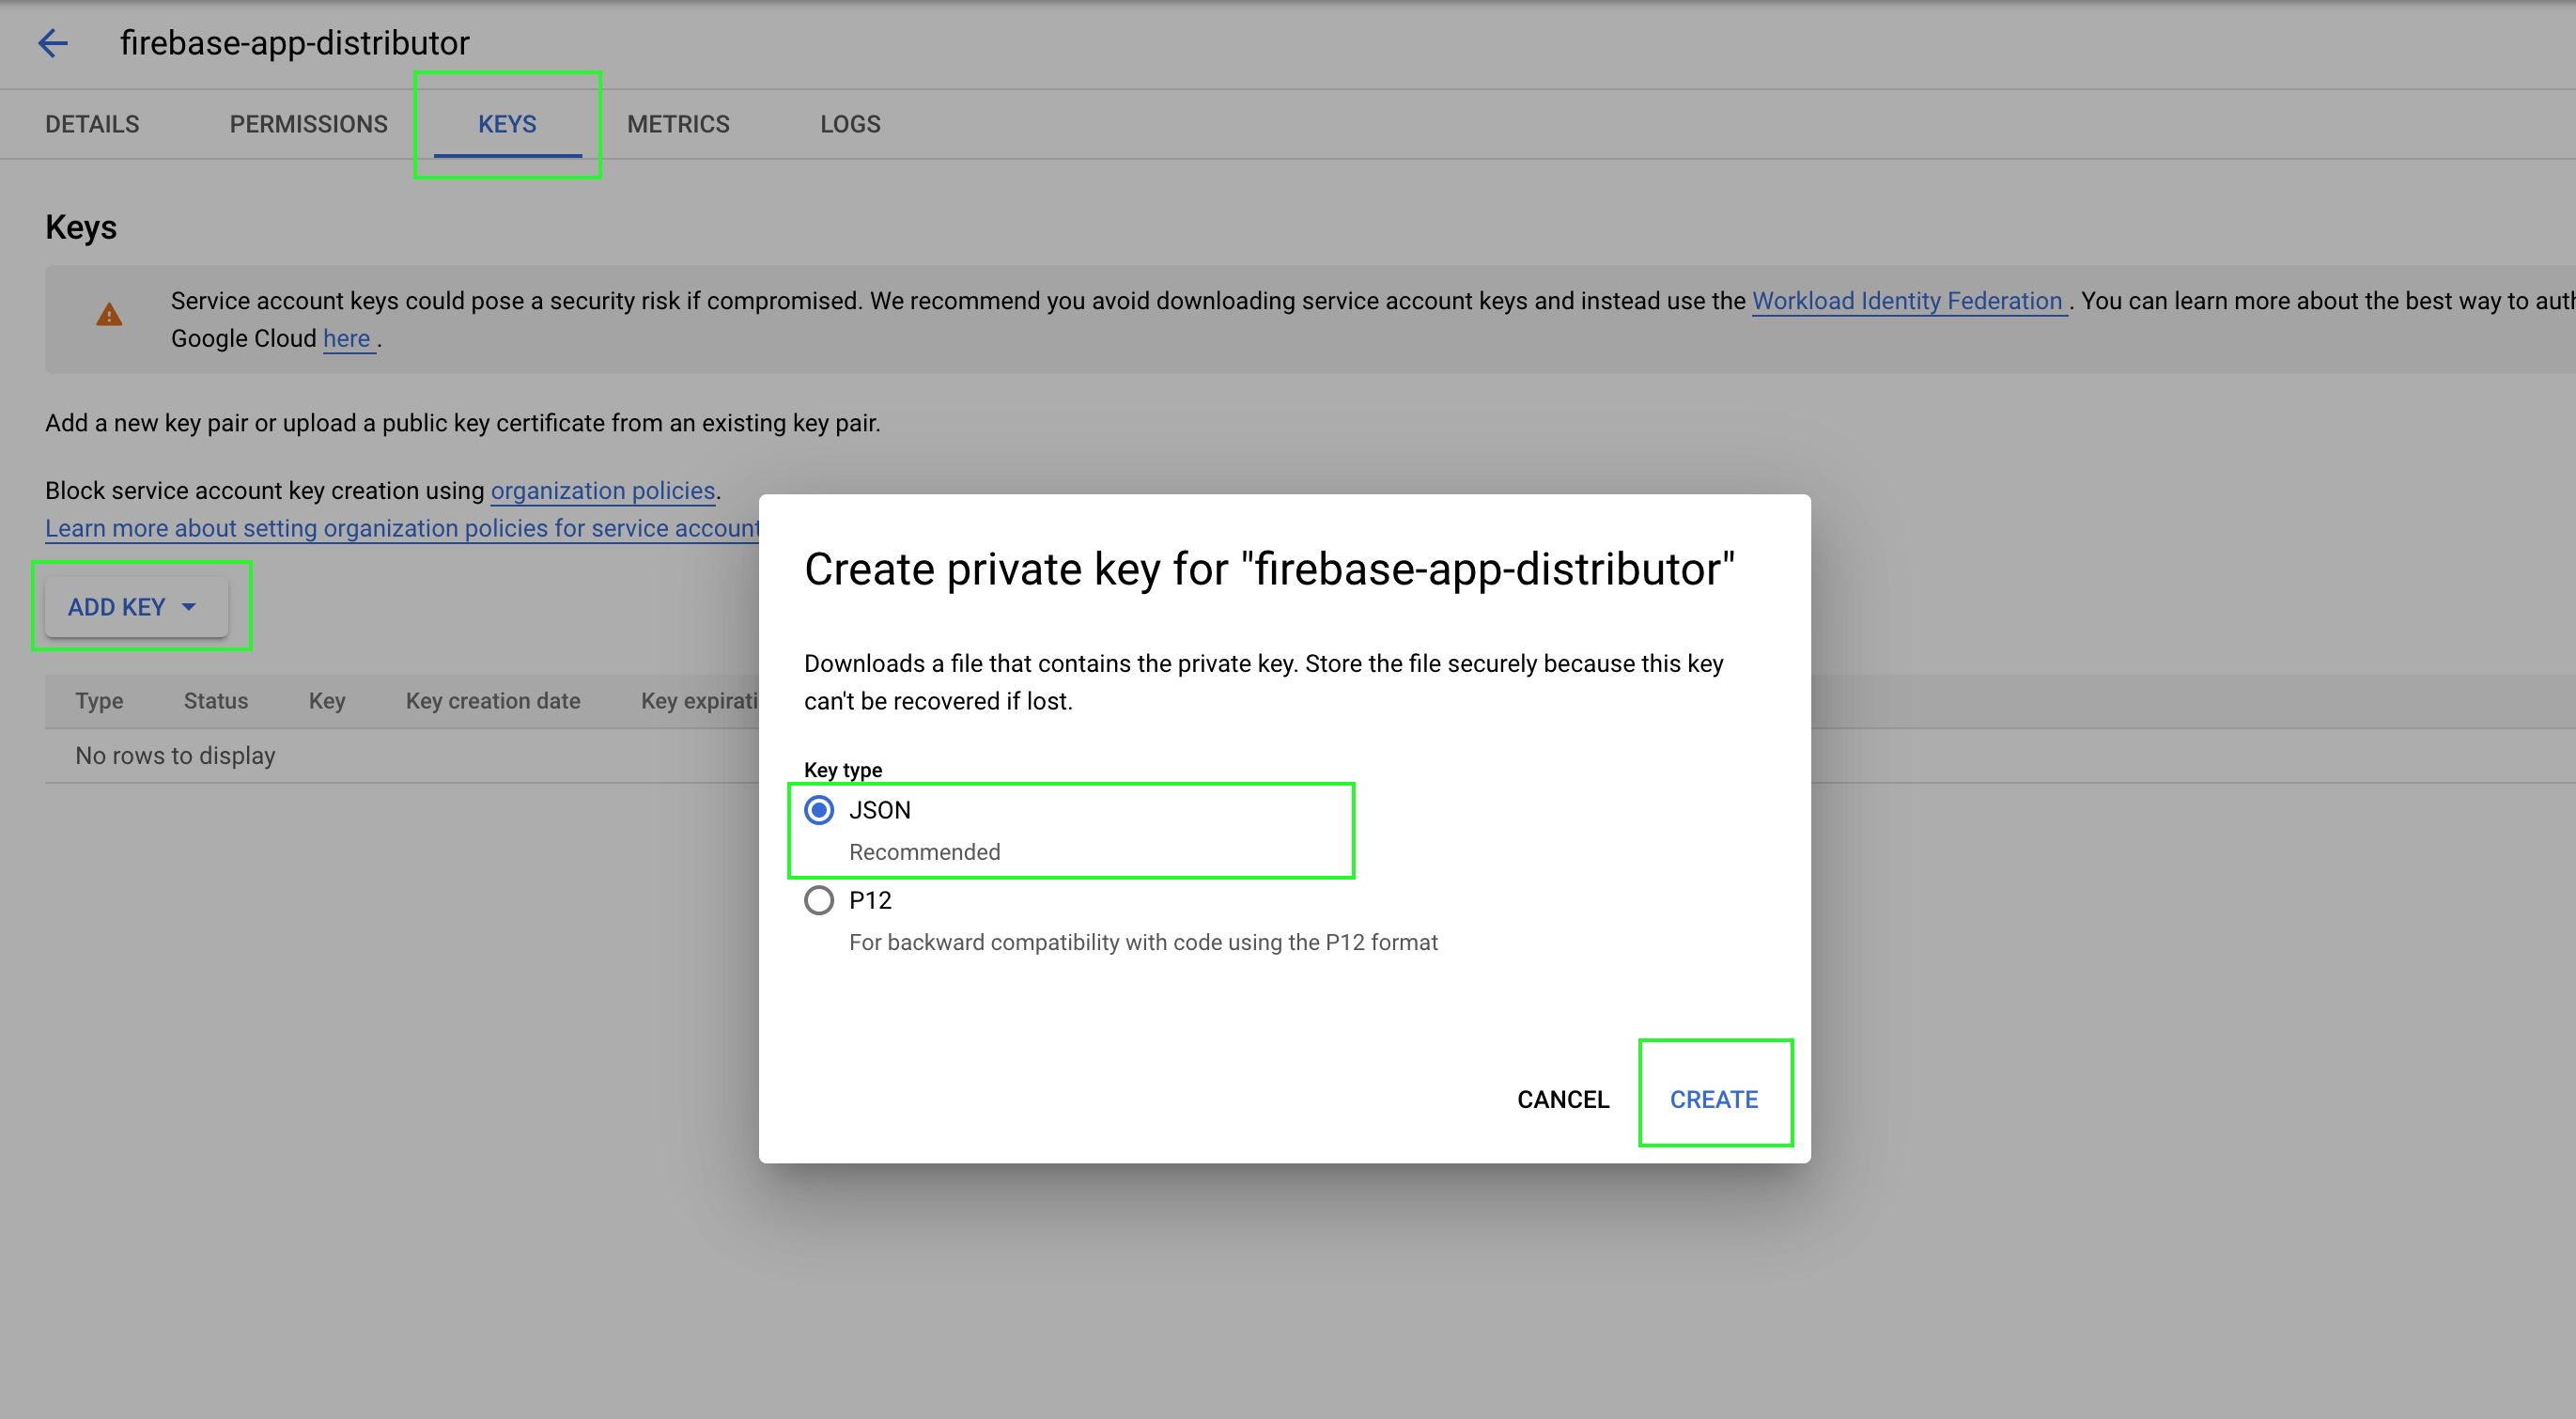 firebase-app-distributor
DETAILS PERMISSIONS KEYS METRICS LOGS
Keys
Service account keys could pose a security risk if compromised. We recommend you avoid downloading service account keys and instead use the Workload Identity Federation . You can learn more about the best way to
Google Cloud here .
Add a new key pair or upload a public key certificate from an existing key pair.
Block service account key creation using organization policies.
Learn more about setting organization policies for service account
ADD KEY
Type Status Key Key creation date Key expirati
No rows to display
Create private key for "firebase-app-distributor"
Downloads a file that contains the private key. Store the file securely because this key
can't be recovered if lost.
Key type
JSON
Recommended
P12
For backward compatibility with code using the P12 format
CANCEL CREATE